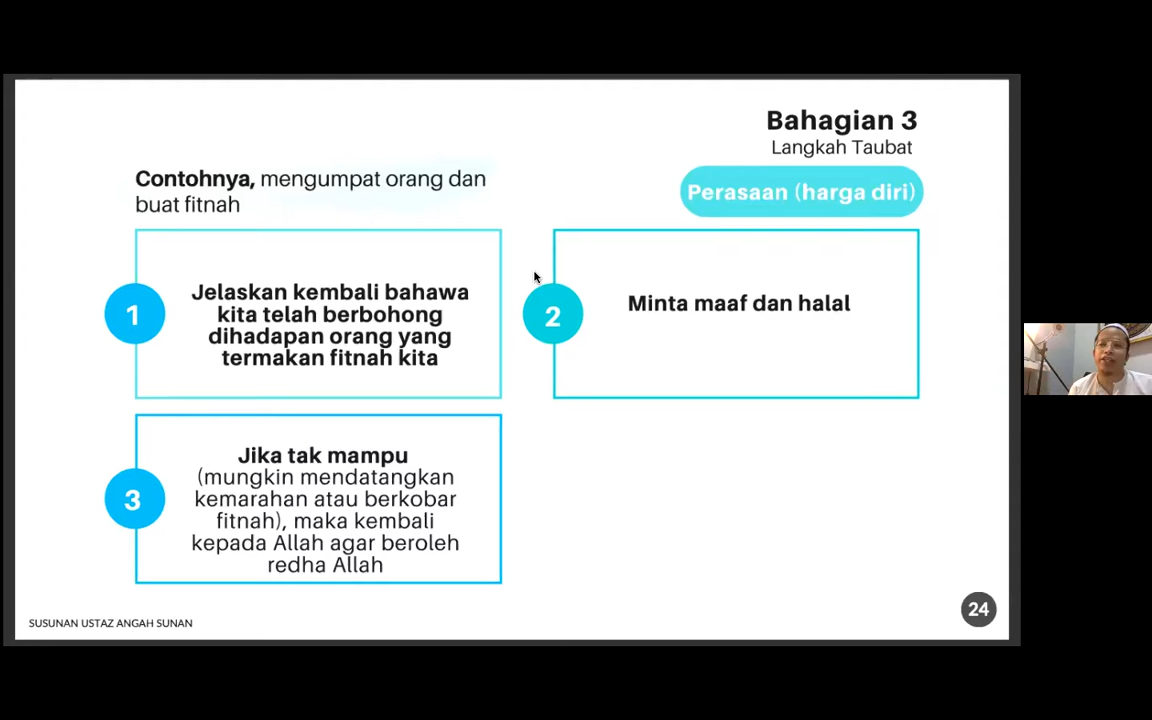 Bahagian 3
Langkah Taubat
Perasaan (harga diri)
Contohnya, mengumpat orang dan
buat fitnah
1
Jelaskan kembali bahawa
kita telah berbohong
dihadapan orang yang
termakan fitnah kita
2
Minta maaf dan halal
3
Jika tak mampu
(mungkin mendatangkan
kemarahan atau berkobar
fitnah), maka kembali
kepada Allah agar beroleh
redha Allah
SUSUNAN USTAZ ANGAH SUNAN
24